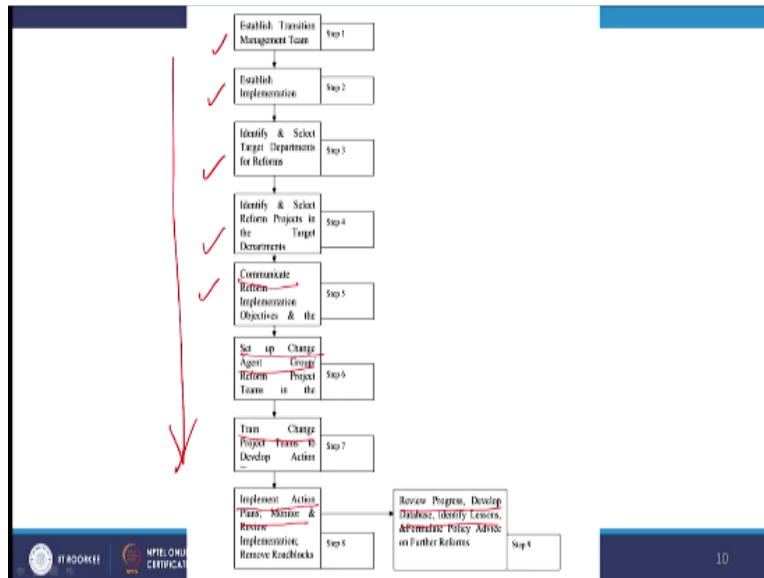 Establish Transition
Management Team
Step 1
Establish
Implementation
Step 2
Identify & Select
Target Departments
for Reforms
Step 3
Identify & Select
Reform Projects in
the Target
Departments
Step 4
Communicate
Reform
Implementation
Objectives & the
Step 5
Set up Change
Agent Group/
Reform Project
Teams in the
Step 6
Train Change
Project Teams to
Develop Action
Step 7
Implement Action
Plans; Monitor &
Review
Implementation;
Remove Roadblocks
Step 8
Review Progress, Develop
Database, Identify Lessons,
&Formulate Policy Advice
on Further Reforms
Step 9
IIT ROORKEE
NPTEL ONLI
CERTIFICAT
10